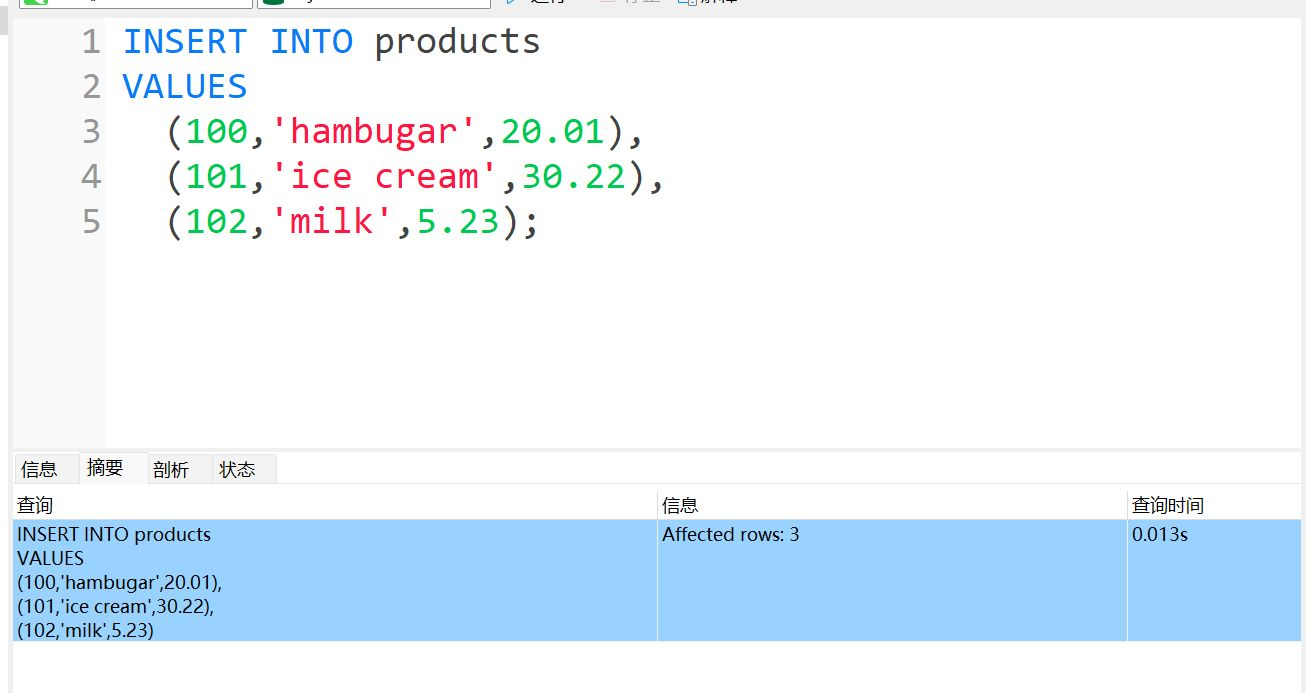 1 INSERT INTO products
2 VALUES
3 (100,'hambugar',20.01),
4 (101,'ice cream',30.22),
5 (102,'milk',5.23);
信息 摘要 剖析 状态
查询 信息 查询时间
INSERT INTO products Affected rows: 3 0.013s
VALUES
(100,'hambugar',20.01),
(101,'ice cream',30.22),
(102,'milk',5.23)